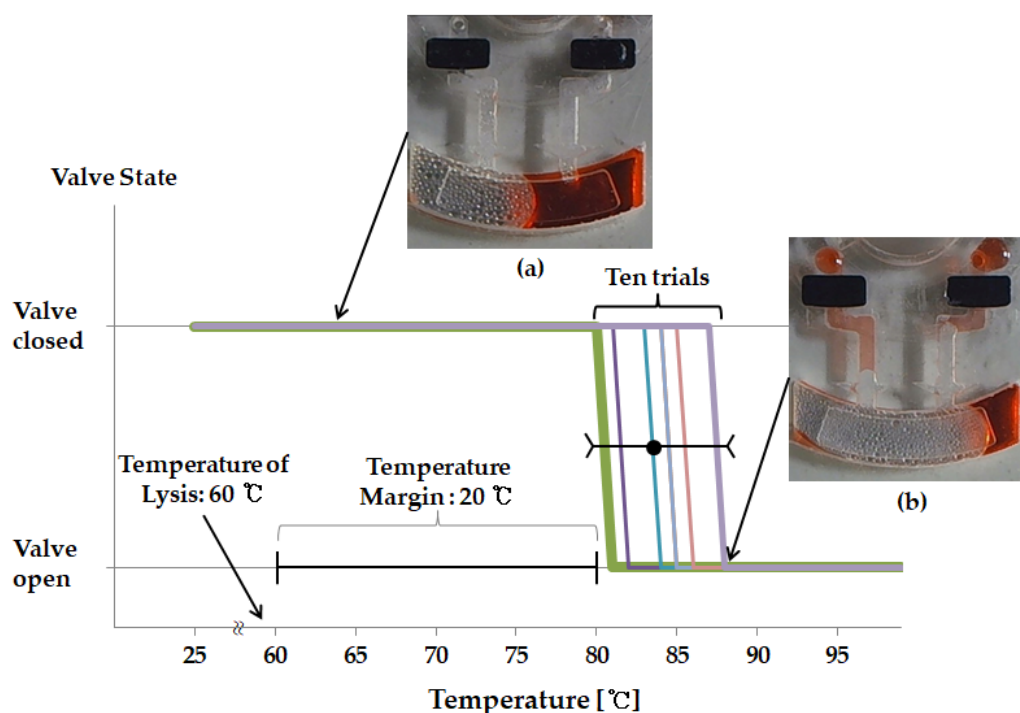 Valve State
(a)
Ten trials
Valve
closed
(b)
Temperature of
Lysis: 60 ℃
Temperature
Margin : 20 ℃
Valve
open
25 60 65 70 75 80 85 90 95
Temperature [℃]